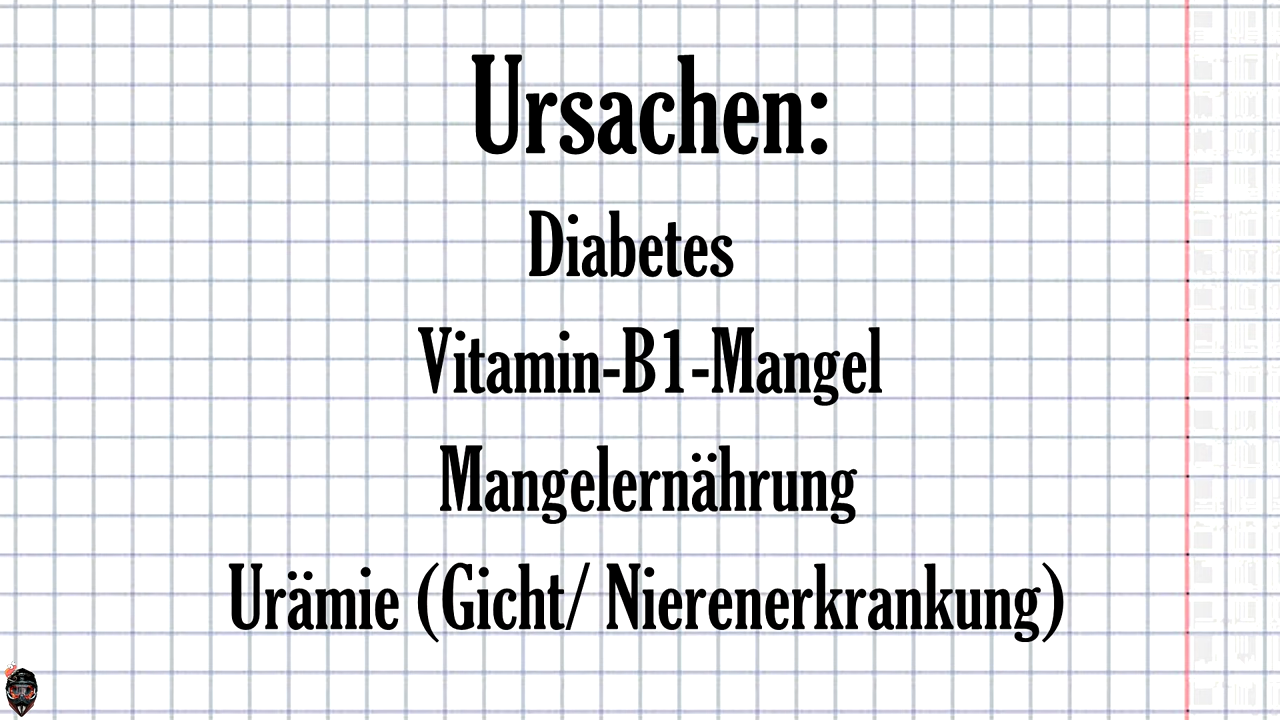 Ursachen:
Diabetes
Vitamin-B1-Mangel
Mangelernährung
Urämie (Gicht/ Nierenerkrankung)